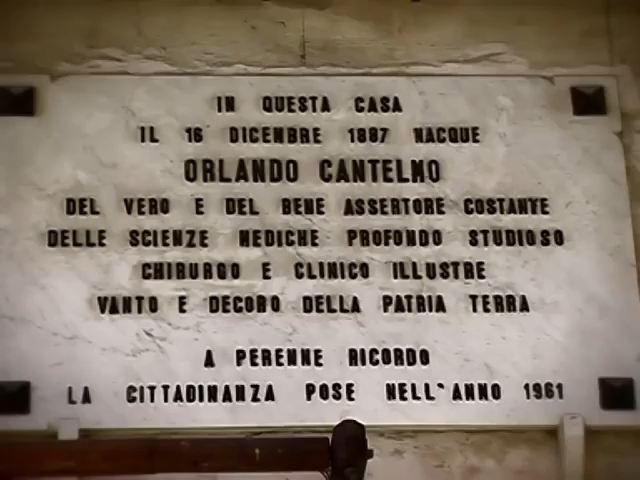 IN QUESTA CASA
IL 16 DICEMBRE 1887 NACQUE
ORLANDO CANTELMO
DEL VERO E DEL BENE ASSERTORE COSTANTE
DELLE SCIENZE MEDICHE PROFONDO STUDIOSO
CHIRURGO E CLINICO ILLUSTRE
VANTO E DECORO DELLA PATRIA TERRA
A PERENNE RICORDO
LA CITTADINANZA POSE NELL'ANNO 1961